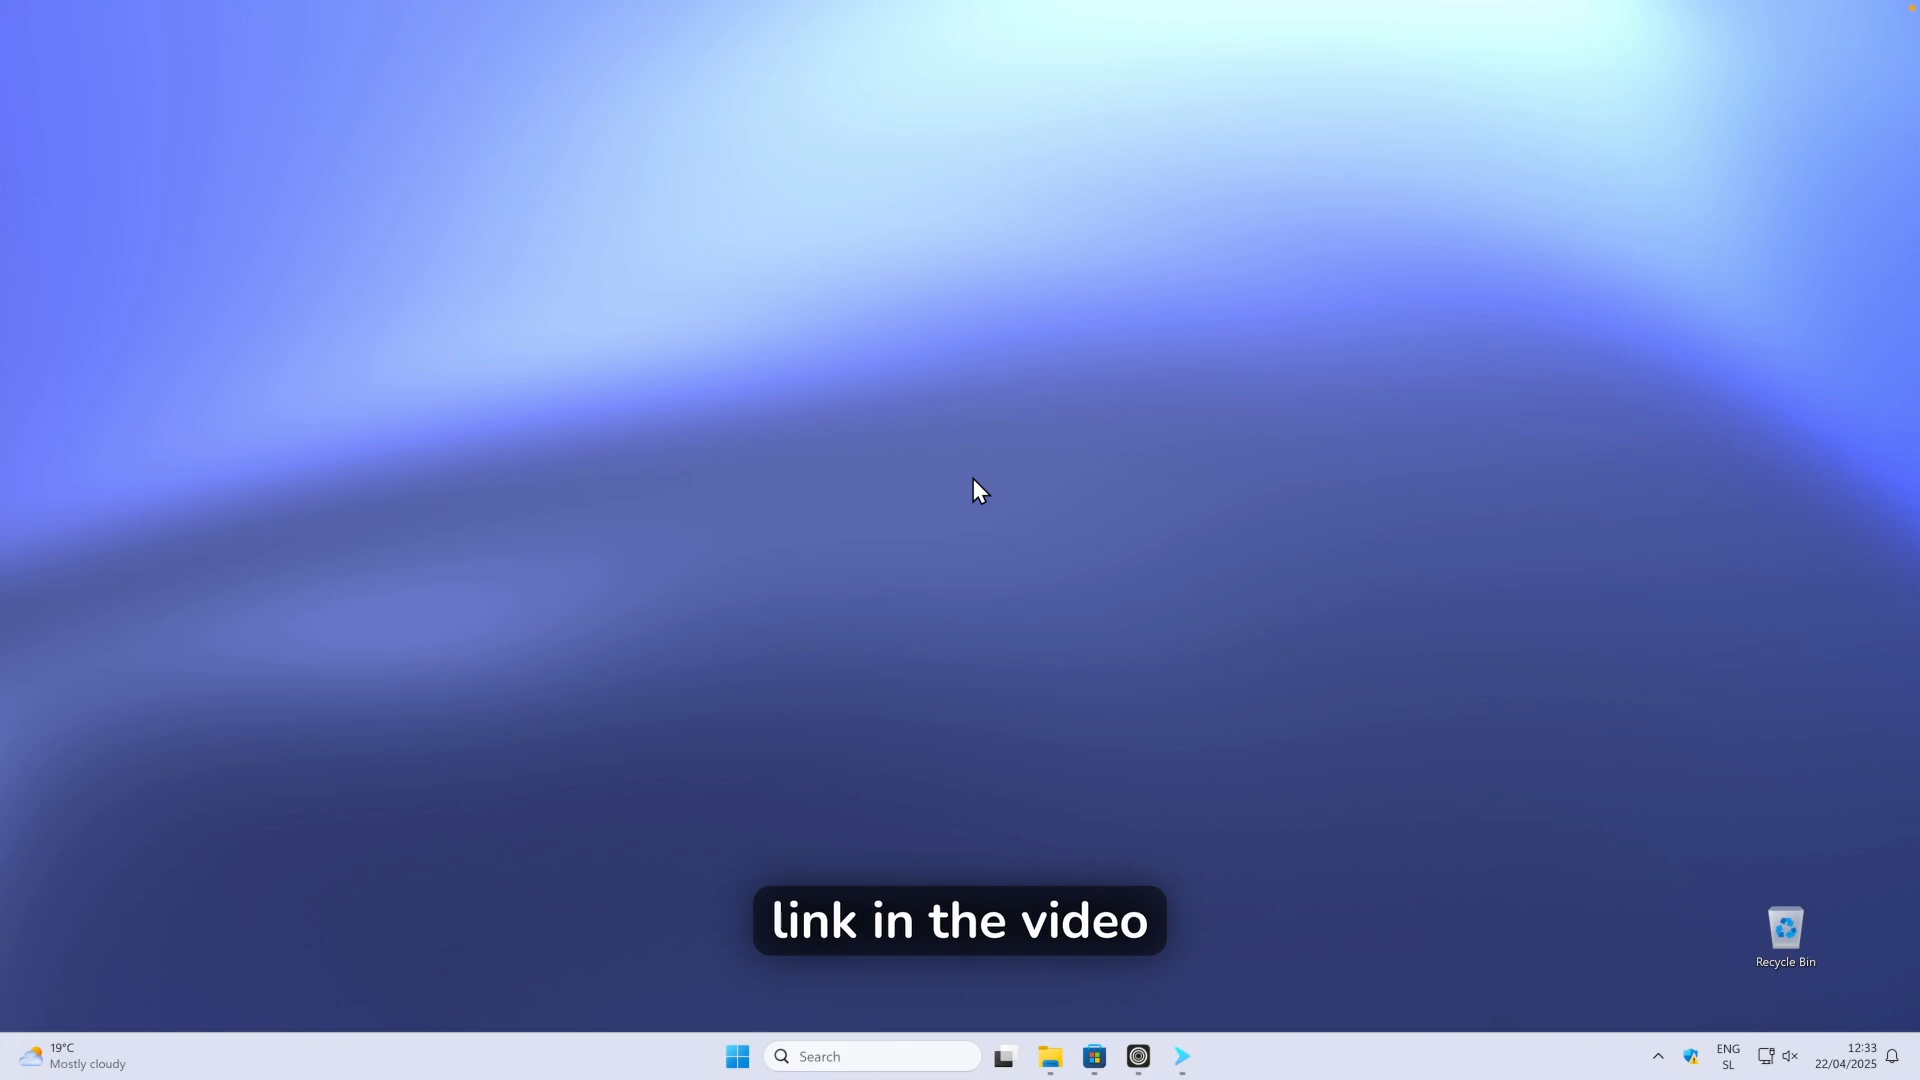 link in the video
Recycle Bin
19°C
Mostly cloudy
Search
ENG
SL
12:33
22/04/2025